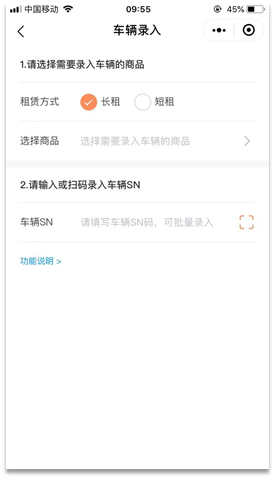 中国移动 09:55 45%
车辆录入
1.请选择需要录入车辆的商品
租赁方式 长租 短租
选择商品 选择需要录入车辆的商品
2.请输入或扫码录入车辆SN
车辆SN 请填写车辆SN码，可批量录入
功能说明 >